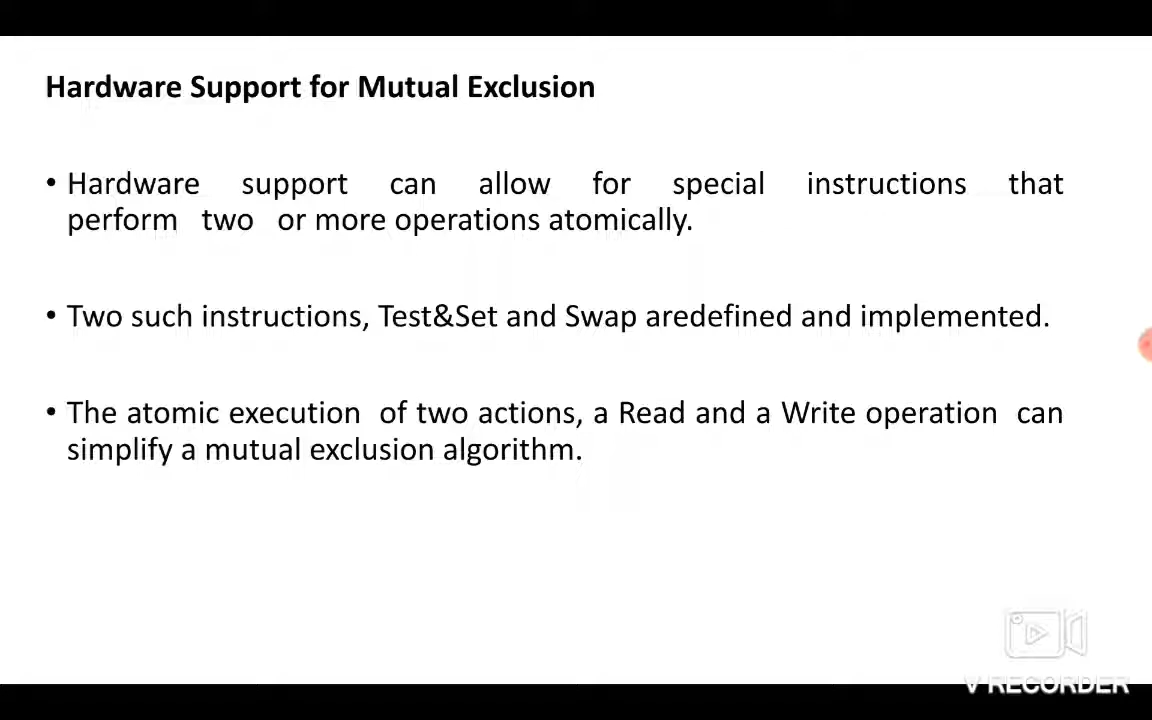 Hardware Support for Mutual Exclusion
• Hardware support can allow for special instructions that
perform two or more operations atomically.
• Two such instructions, Test&Set and Swap aredefined and implemented.
• The atomic execution of two actions, a Read and a Write operation can
simplify a mutual exclusion algorithm.
V RECORDER